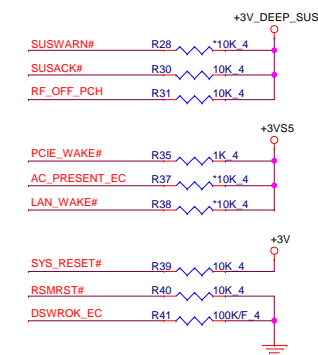 +3V_DEEP_SUS
SUSWARN# R28 *10K_4
SUSACK# R30 10K_4
RF_OFF_PCH R31 10K_4
+3VS5
PCIE_WAKE# R35 1K_4
AC_PRESENT_EC R37 *10K_4
LAN_WAKE# R38 *10K_4
+3V
SYS_RESET# R39 10K_4
RSMRST# R40 10K_4
DSWROK_EC R41 100K/F_4